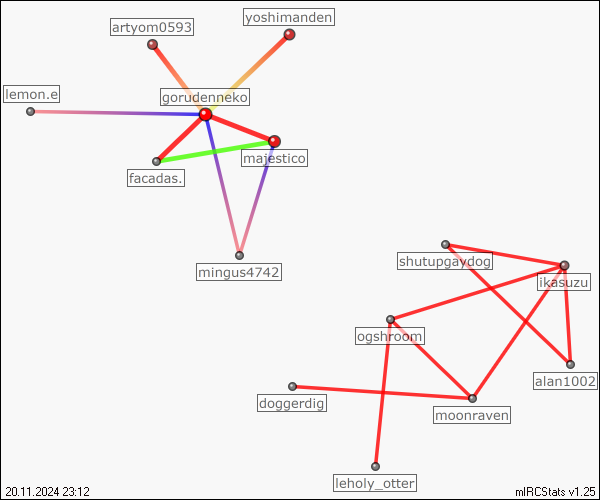 yoshimanden
artyom0593
lemon.e
gorudenneko
majestico
facadas.
mingus4742
shutupgaydog
ikasuzu
ogshroom
alan1002
doggerdig
moonraven
leholy_otter
20.11.2024 23:12
mIRCStats v1.25